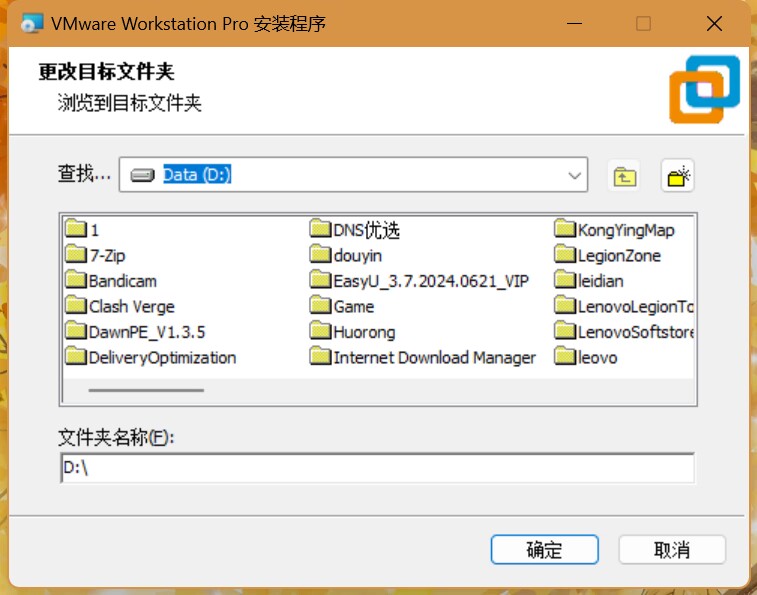 VMware Workstation Pro 安装程序
更改目标文件夹
浏览到目标文件夹
查找... Data (D:)
1 DNS优选 KongYingMap
7-Zip douyin LegionZone
Bandicam EasyU_3.7.2024.0621_VIP leidian
Clash Verge Game LenovoLegionTo
DawnPE_V1.3.5 Huorong LenovoSoftstore
DeliveryOptimization Internet Download Manager leovo
文件夹名称(F):
D:\
确定 取消